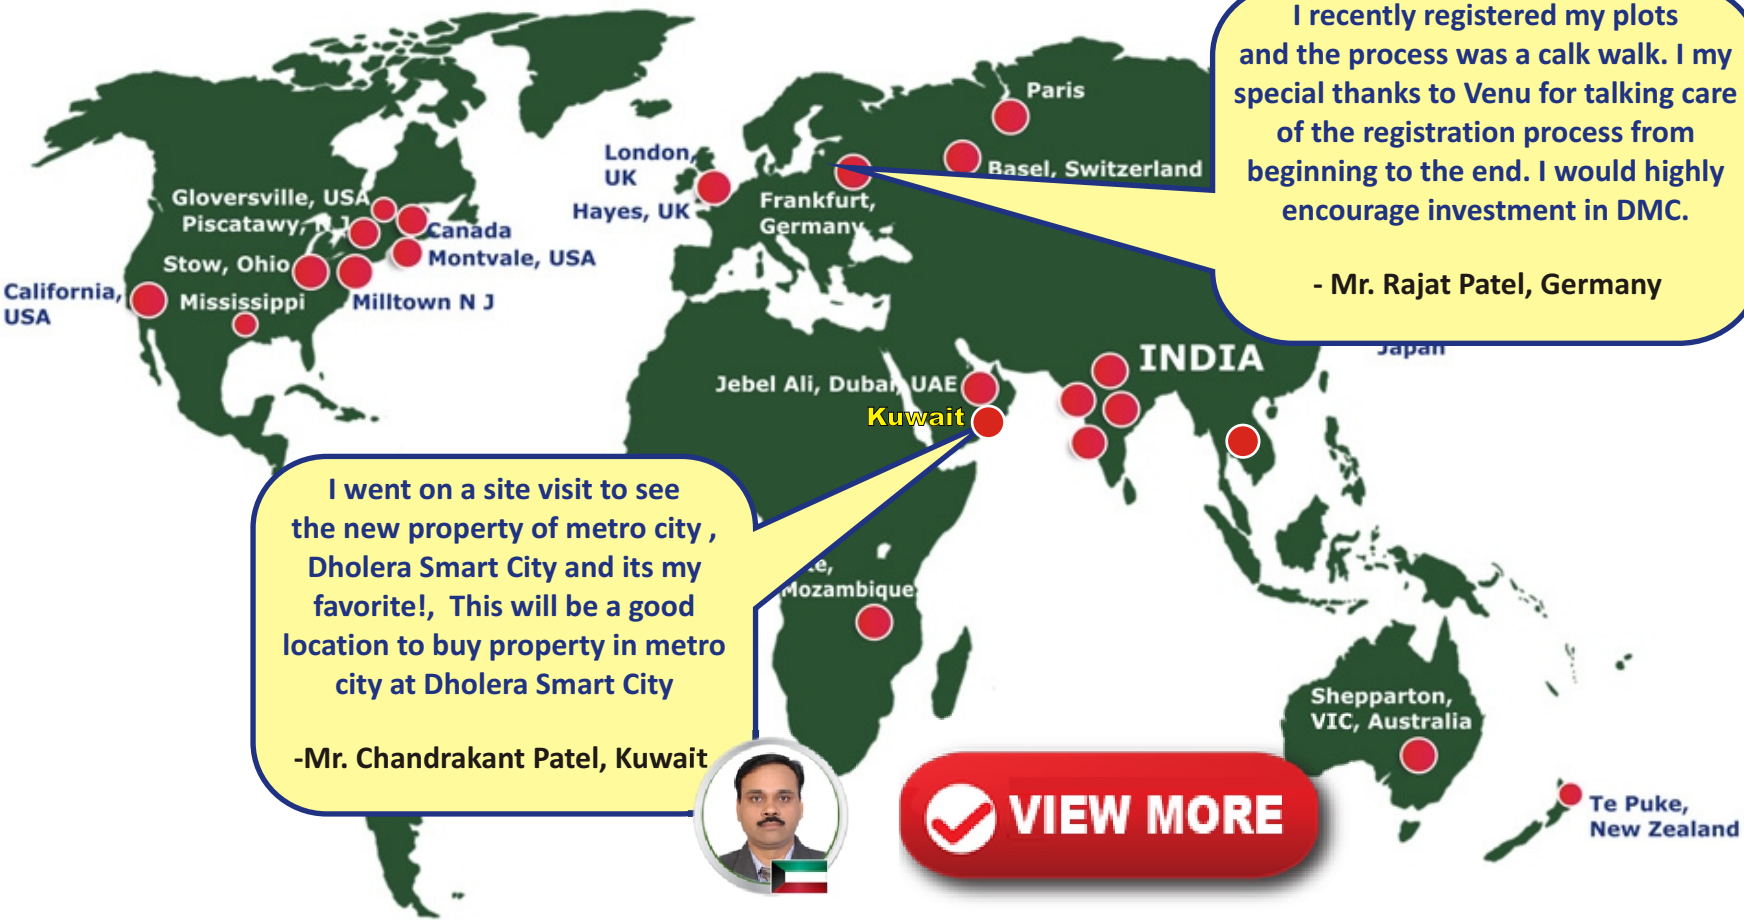 I recently registered my plots
and the process was a calk walk. I my
special thanks to Venu for talking care
of the registration process from
beginning to the end. I would highly
encourage investment in DMC.
- Mr. Rajat Patel, Germany
Paris
Basel, Switzerland
London,
UK
Hayes, UK
Frankfurt,
Germany
Gloversville, USA
Piscatawy, N J
Canada
Montvale, USA
Stow, Ohio
California,
USA
Mississippi
Milltown N J
Japan
INDIA
Jebel Ali, Dubai, UAE
Kuwait
I went on a site visit to see
the new property of metro city ,
Dholera Smart City and its my
favorite!, This will be a good
location to buy property in metro
city at Dholera Smart City
-Mr. Chandrakant Patel, Kuwait
Mozambique
Shepparton,
VIC, Australia
Te Puke,
New Zealand
VIEW MORE